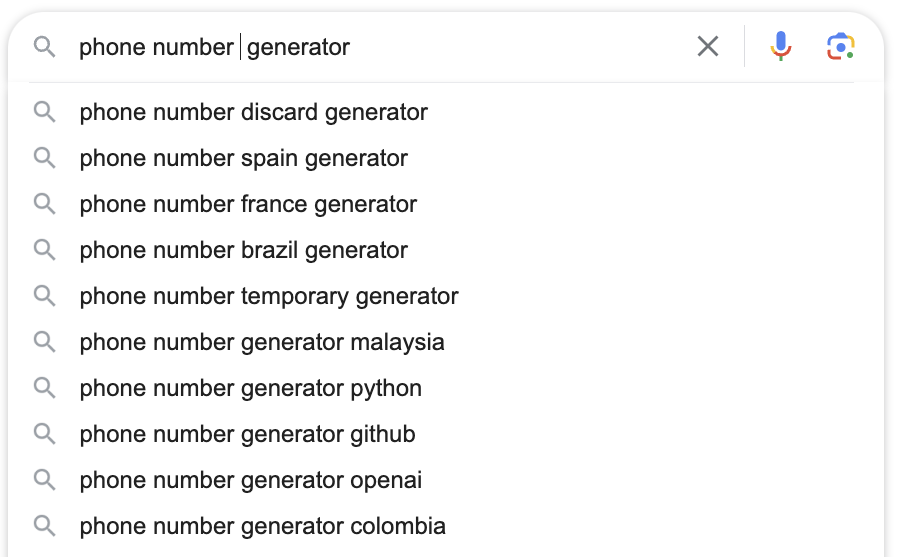 phone number generator
phone number discard generator
phone number spain generator
phone number france generator
phone number brazil generator
phone number temporary generator
phone number generator malaysia
phone number generator python
phone number generator github
phone number generator openai
phone number generator colombia